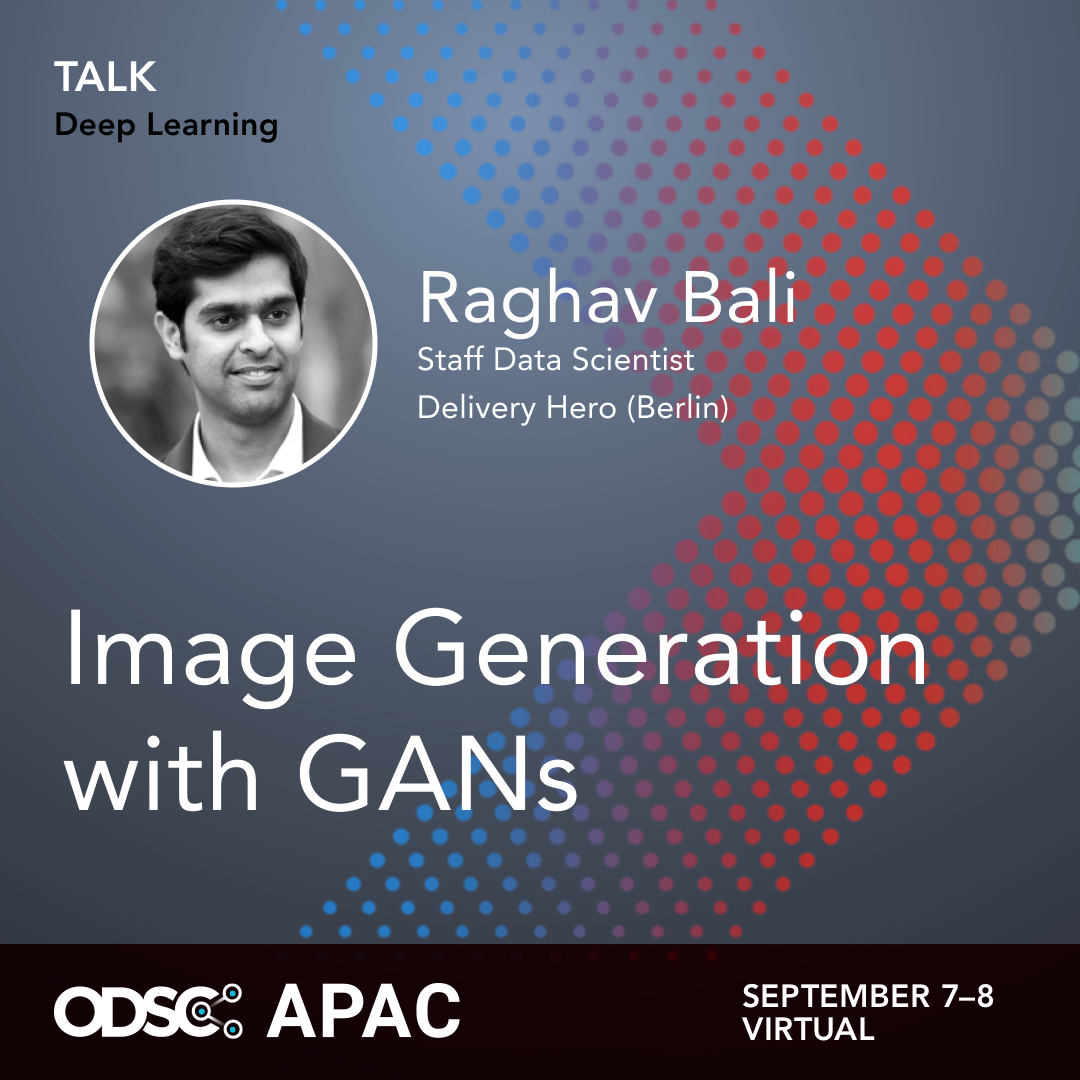 TALK
Deep Learning
Raghav Bali
Staff Data Scientist
Delivery Hero (Berlin)
Image Generation
with GANs
ODSC APAC
SEPTEMBER 7–8
VIRTUAL